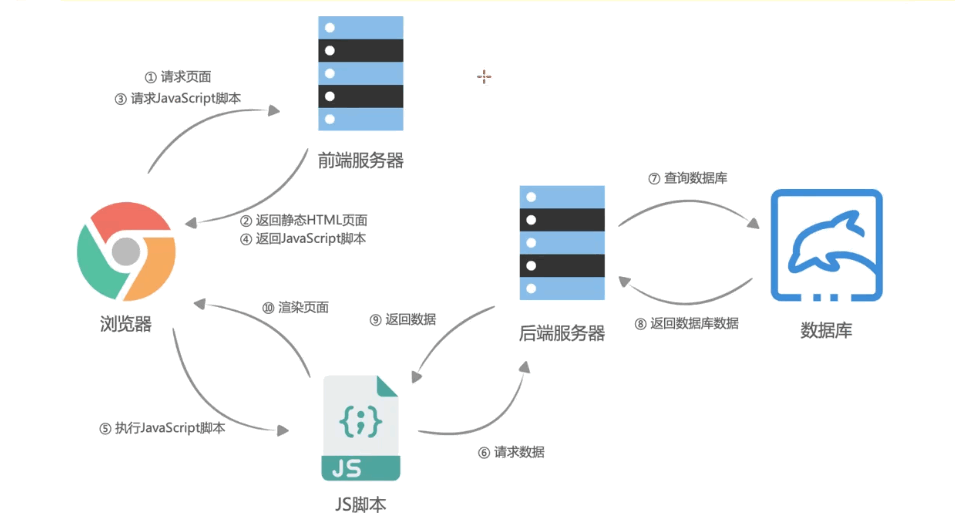 ① 请求页面
③ 请求JavaScript脚本
前端服务器
② 返回静态HTML页面
④ 返回JavaScript脚本
⑦ 查询数据库
浏览器
⑩ 渲染页面
⑨ 返回数据
后端服务器
⑧ 返回数据库数据
数据库
⑤ 执行JavaScript脚本
{;}
JS
⑥ 请求数据
JS脚本